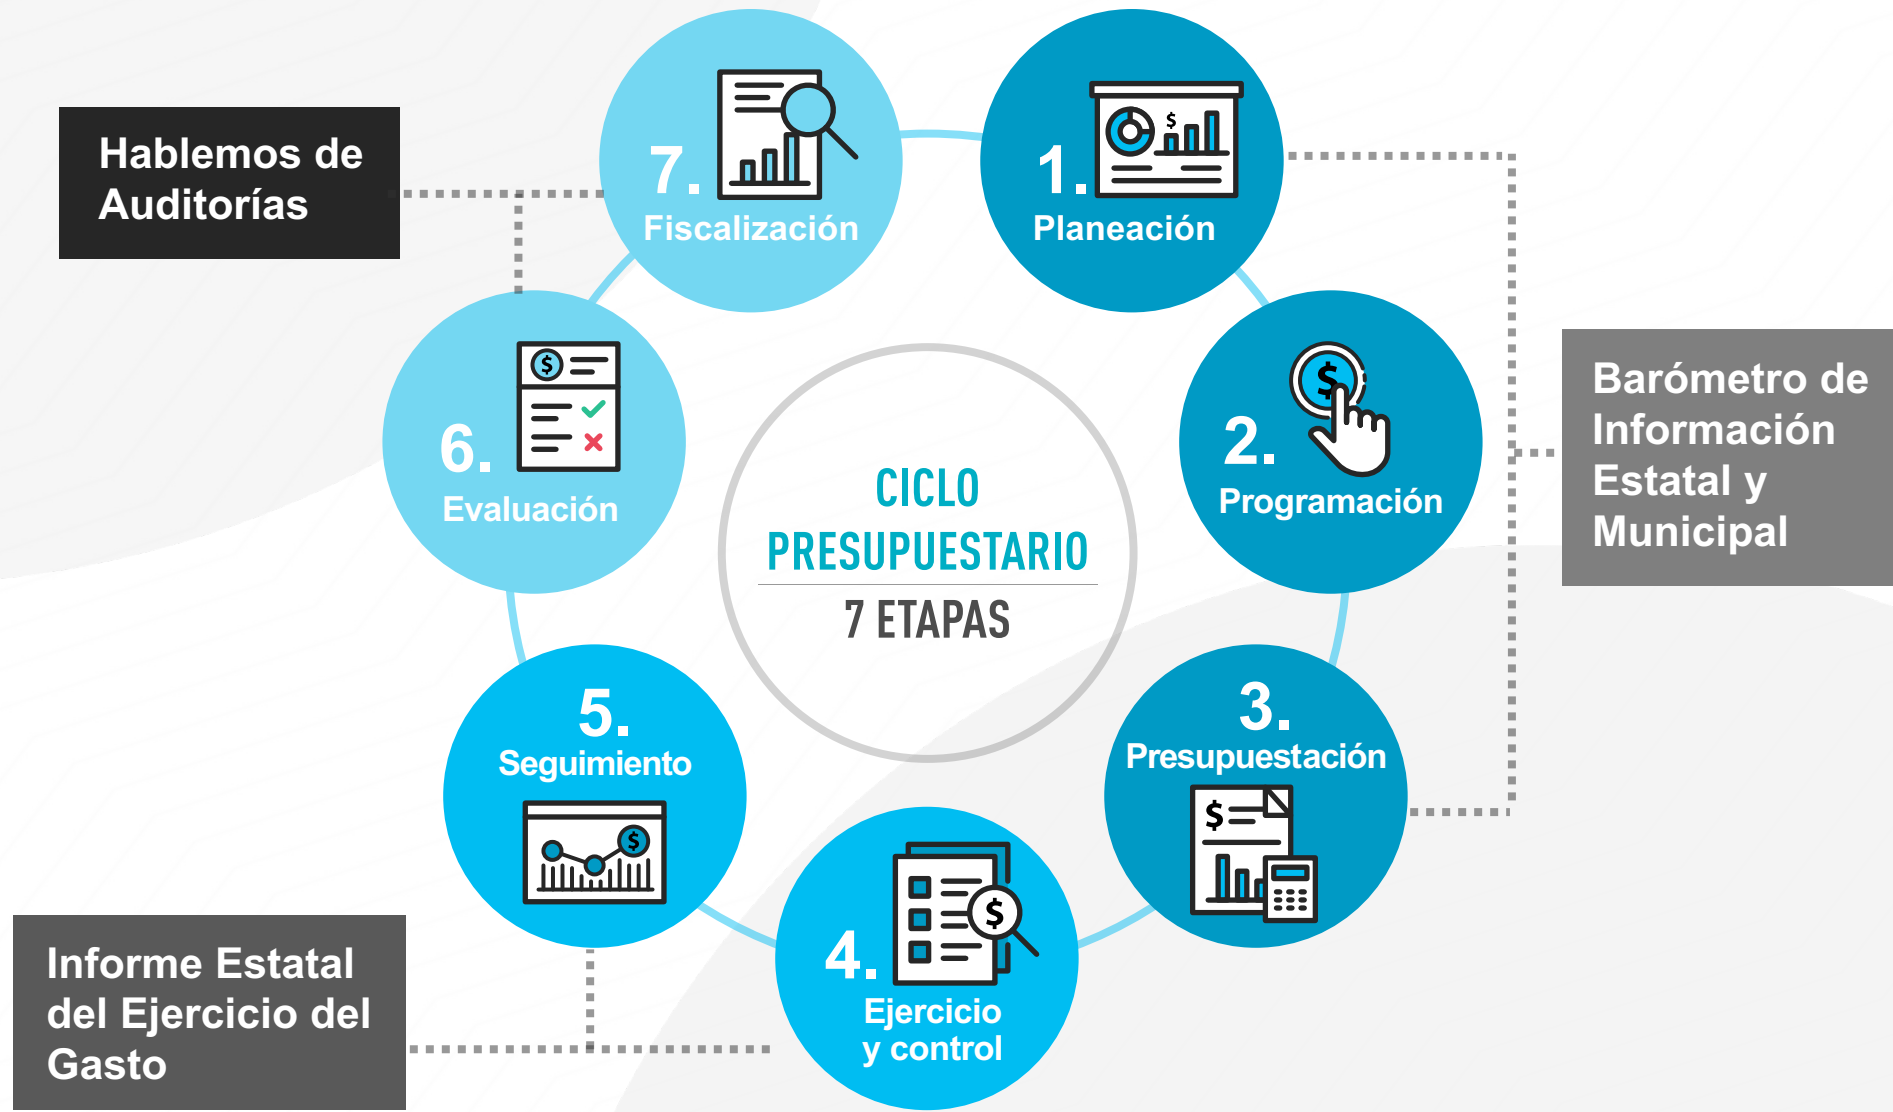 Hablemos de
Auditorías
7.
Fiscalización
1.
$
Planeación
$
2.
Programación
Barómetro de
Información
Estatal y
Municipal
$
6.
Evaluación
CICLO
PRESUPUESTARIO
7 ETAPAS
5.
Seguimiento
$
3.
Presupuestación
$
4.
$
Ejercicio
y control
Informe Estatal
del Ejercicio del
Gasto